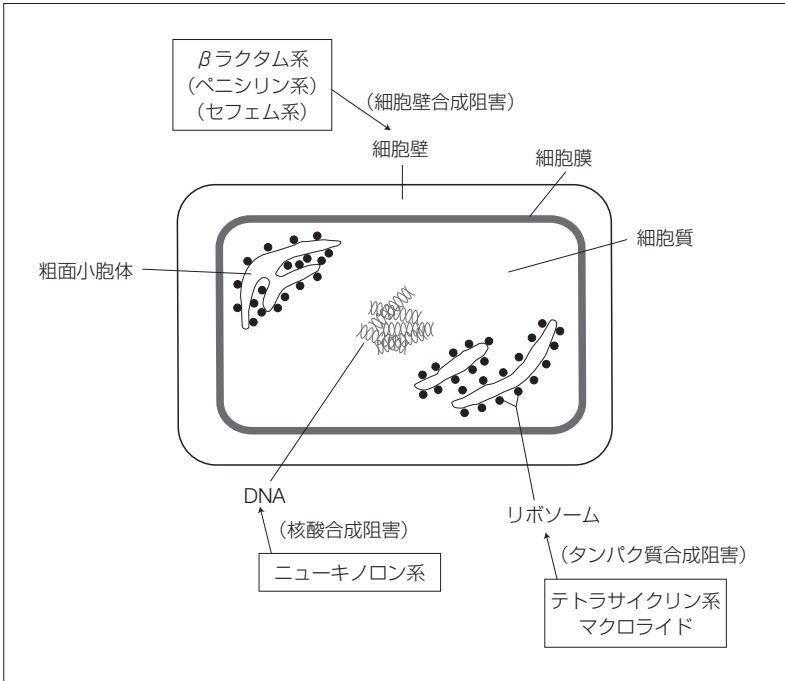 βラクタム系
（ペニシリン系）
（セフェム系）
（細胞壁合成阻害）
細胞壁
細胞膜
細胞質
粗面小胞体
DNA
リボソーム
（核酸合成阻害）
（タンパク質合成阻害）
ニューキノロン系
テトラサイクリン系
マクロライド